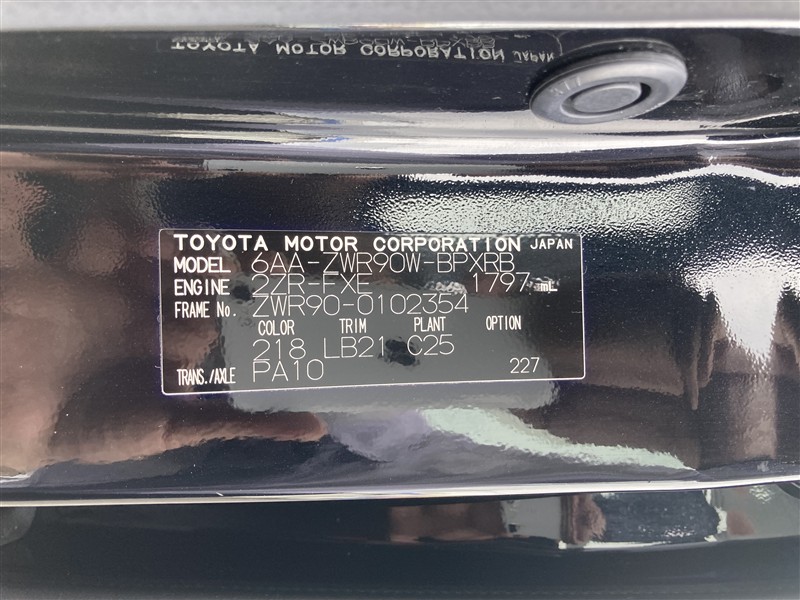 TOYOTA MOTOR CORPORATION JAPAN
MODEL 6AA-ZWR90W-BPXRB
ENGINE 2ZR-FXE 1797 mL
FRAME No. ZWR90-0102354
COLOR TRIM PLANT OPTION
218 LB21 C25
TRANS./AXLE PA10 227